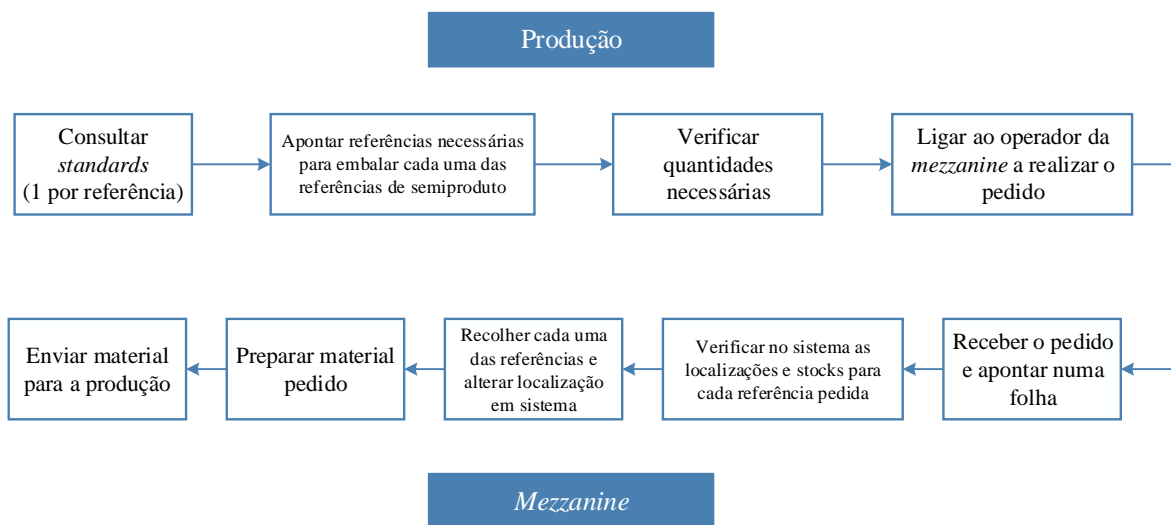 Produção
Consultar
standards
(1 por referência)
Apontar referências necessárias
para embalar cada uma das
referências de semiproduto
Verificar
quantidades
necessárias
Ligar ao operador da
mezzanine a realizar o
pedido
Receber o pedido
e apontar numa
folha
Verificar no sistema as
localizações e stocks para
cada referência pedida
Recolher cada uma
das referências e
alterar localização
em sistema
Preparar material
pedido
Enviar material
para a produção
Mezzanine